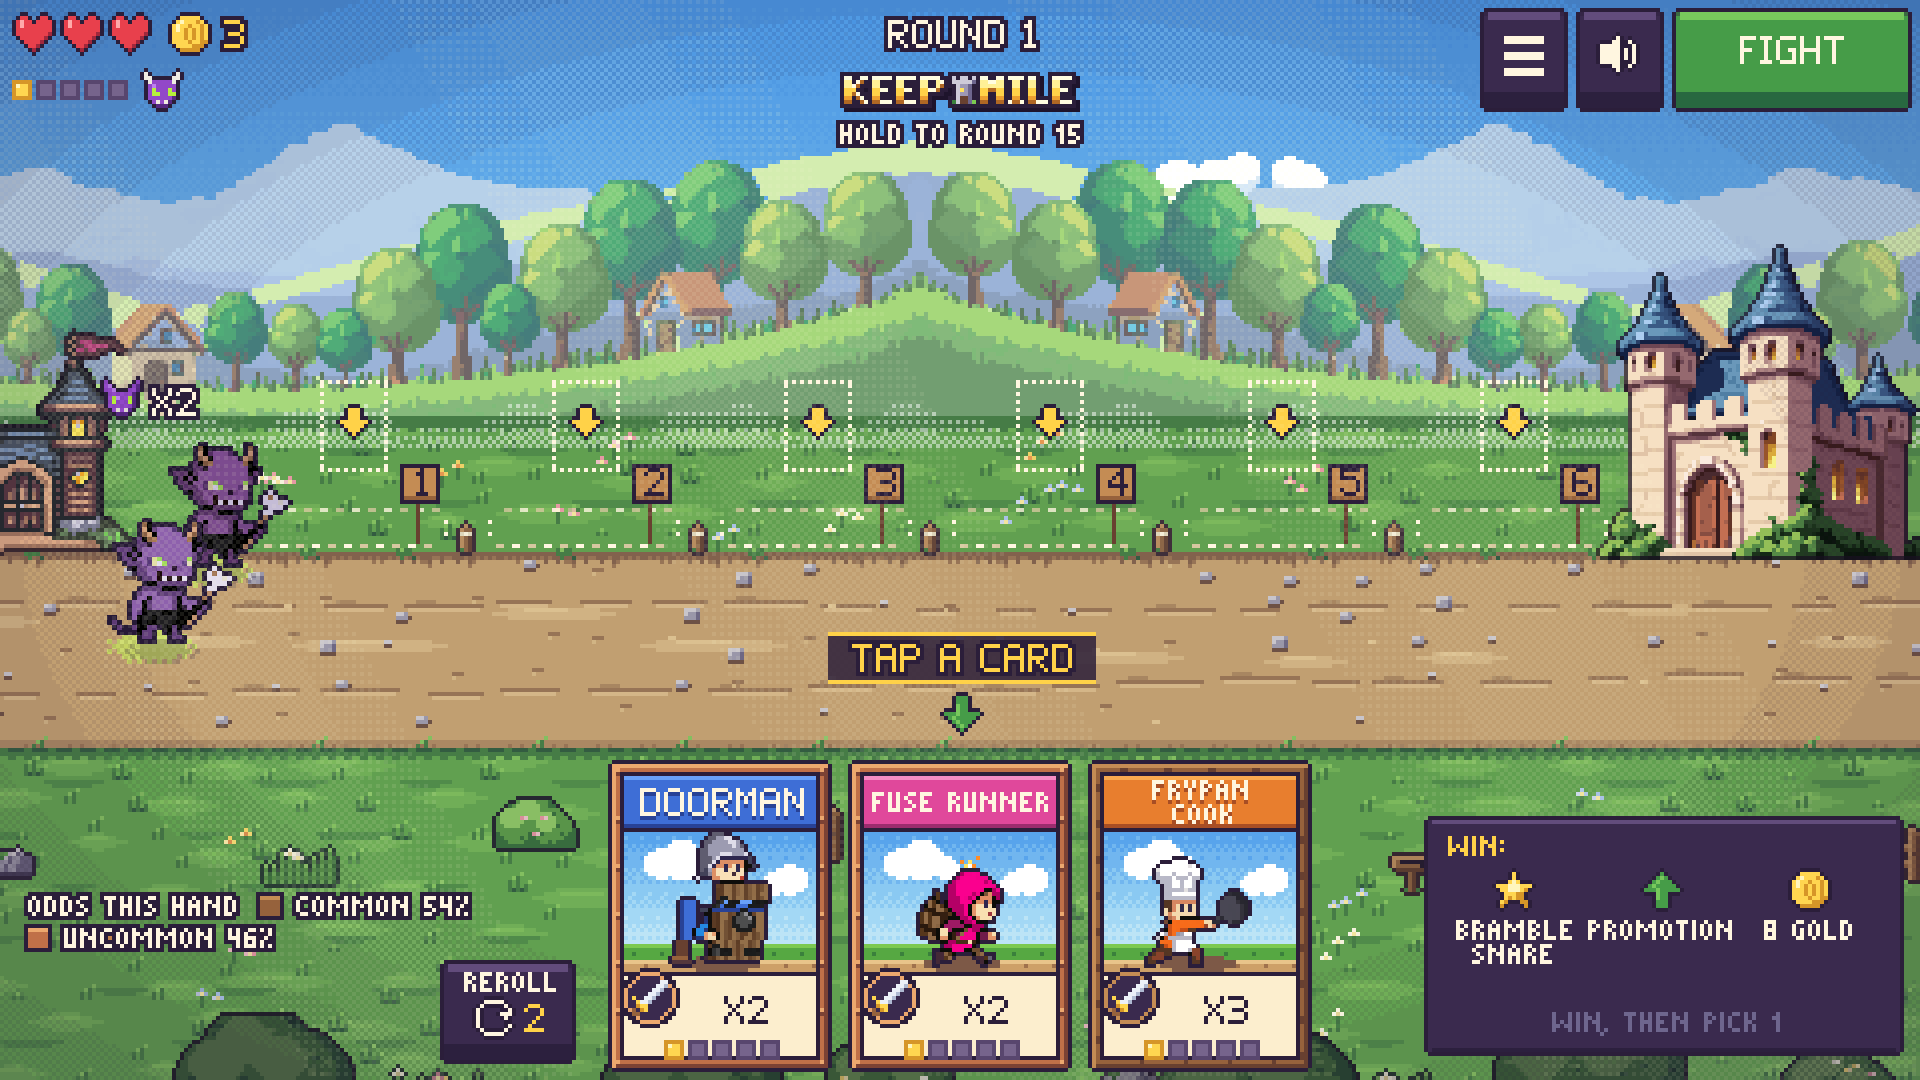 3
ROUND 1
KEEP MILE
HOLD TO ROUND 15
FIGHT
X2
1
2
3
4
5
6
TAP A CARD
DOORMAN
X2
FUSE RUNNER
X2
FRYPAN
COOK
X3
ODDS THIS HAND COMMON 54%
UNCOMMON 46%
REROLL
2
WIN:
BRAMBLE
SNARE
PROMOTION
8 GOLD
WIN, THEN PICK 1